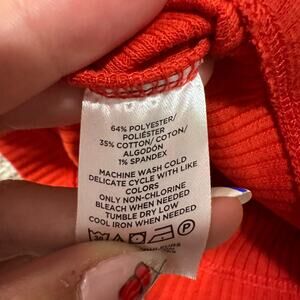 64% POLYESTER/
POLIÉSTER
35% COTTON/ COTON/
ALGODÓN
1% SPANDEX
MACHINE WASH COLD
DELICATE CYCLE WITH LIKE
COLORS
ONLY NON-CHLORINE
BLEACH WHEN NEEDED
TUMBLE DRY LOW
COOL IRON WHEN NEEDED
30 P